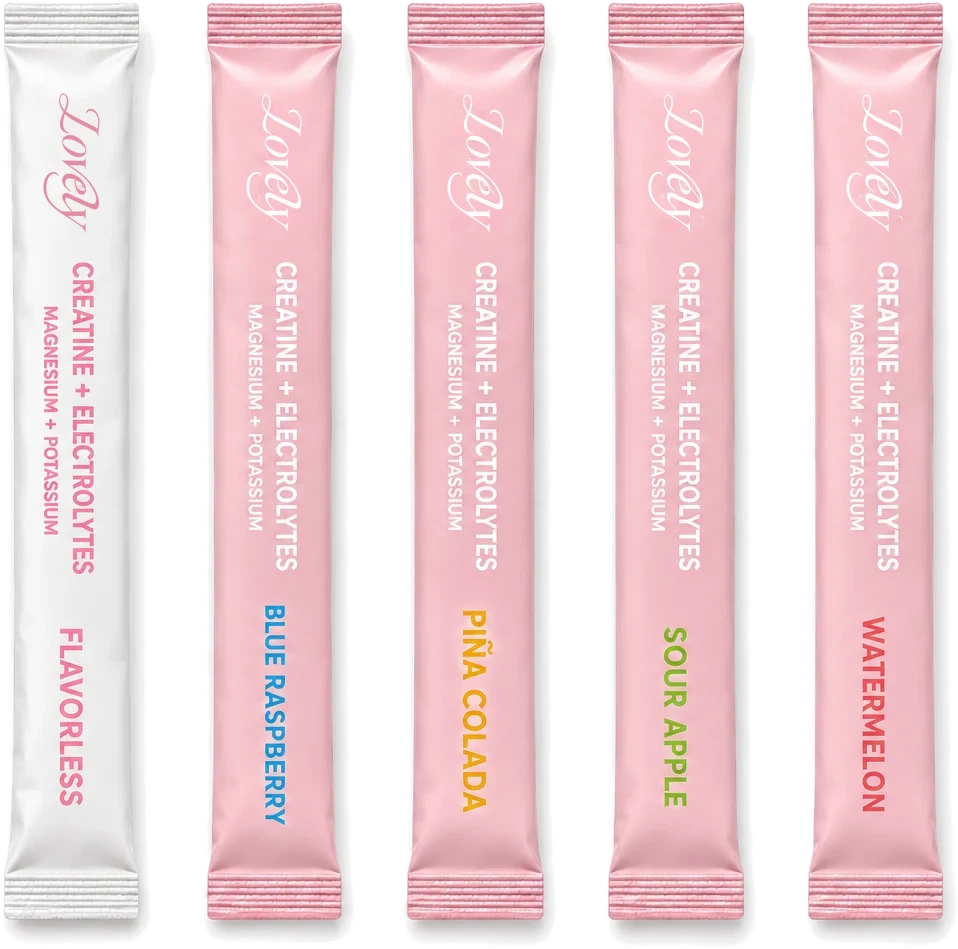 Lovely
CREATINE + ELECTROLYTES
MAGNESIUM + POTASSIUM
FLAVORLESS
Lovely
CREATINE + ELECTROLYTES
MAGNESIUM + POTASSIUM
BLUE RASPBERRY
Lovely
CREATINE + ELECTROLYTES
MAGNESIUM + POTASSIUM
PIÑA COLADA
Lovely
CREATINE + ELECTROLYTES
MAGNESIUM + POTASSIUM
SOUR APPLE
Lovely
CREATINE + ELECTROLYTES
MAGNESIUM + POTASSIUM
WATERMELON